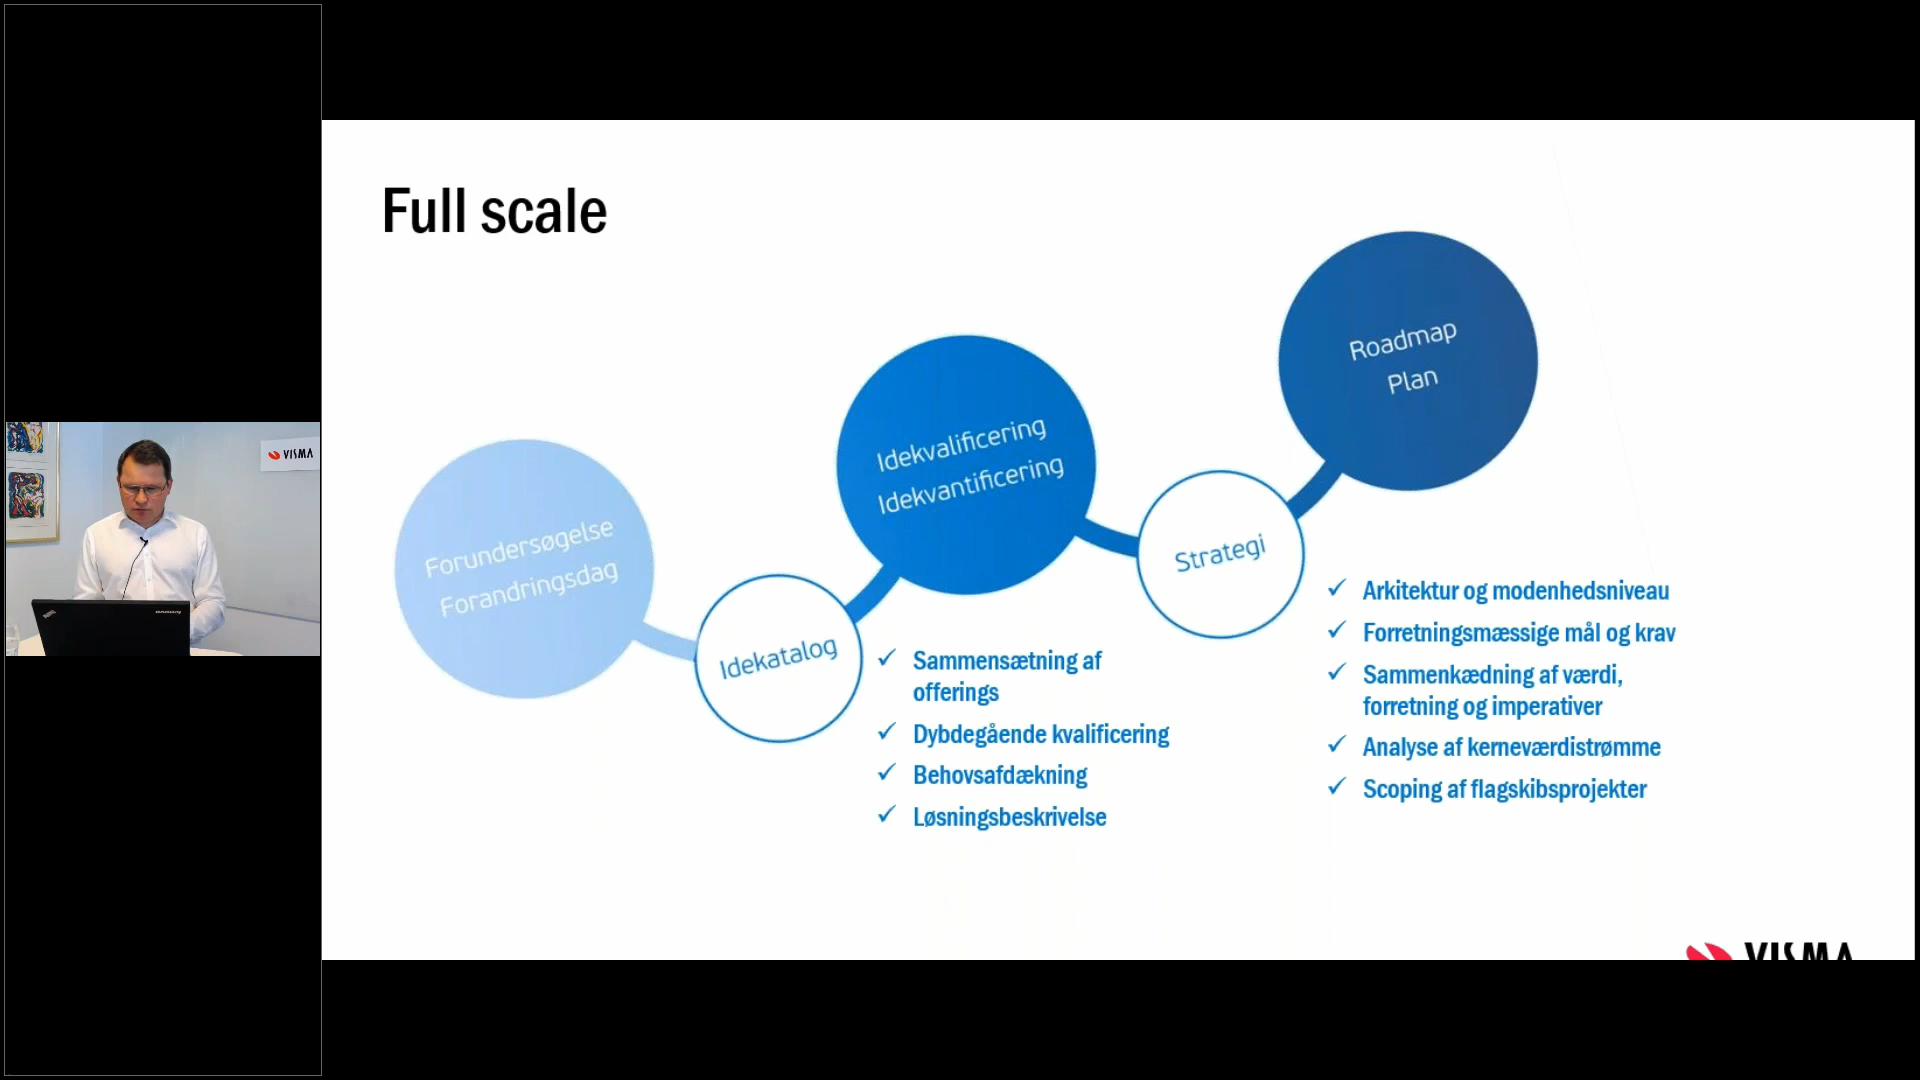 Full scale
Forundersøgelse
Forandringsdag
Idekatalog
Idekvalificering
Idekvantificering
Strategi
Roadmap
Plan
✓ Sammensætning af
offerings
✓ Dybdegående kvalificering
✓ Behovsafdækning
✓ Løsningsbeskrivelse
✓ Arkitektur og modenhedsniveau
✓ Forretningsmæssige mål og krav
✓ Sammenkædning af værdi,
forretning og imperativer
✓ Analyse af kerneværdistrømme
✓ Scoping af flagskibsprojekter
VISMA
VISMA